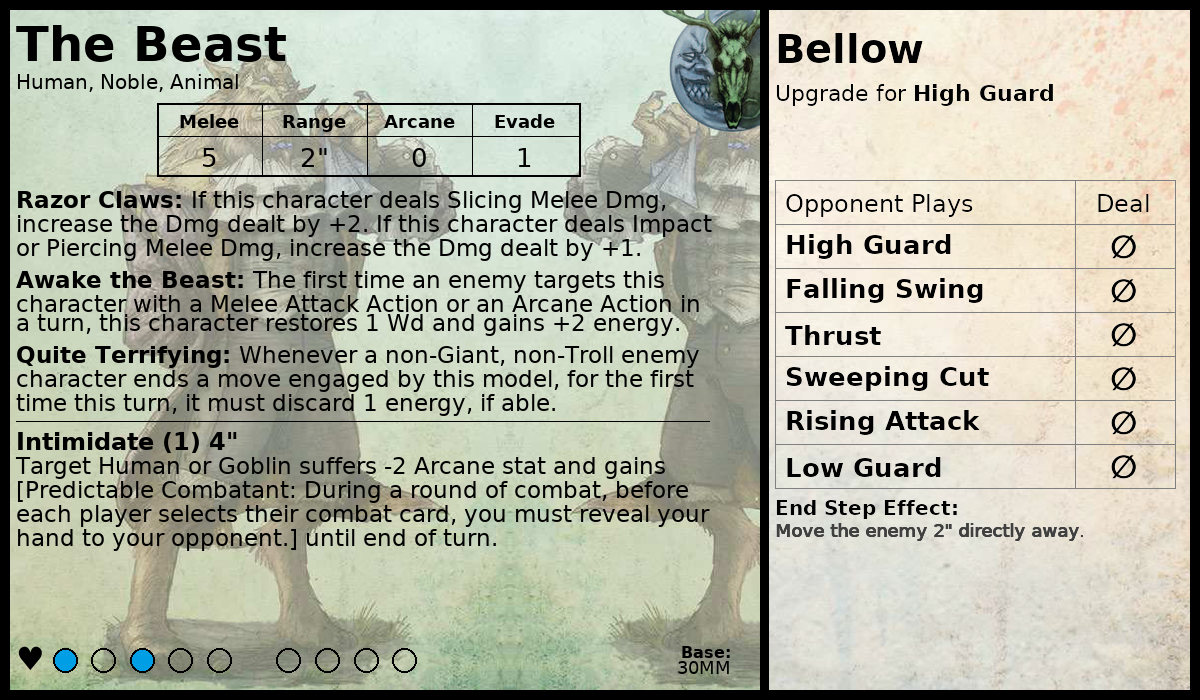 The Beast
Human, Noble, Animal
Melee Range Arcane Evade
5 2" 0 1
Razor Claws: If this character deals Slicing Melee Dmg,
increase the Dmg dealt by +2. If this character deals Impact
or Piercing Melee Dmg, increase the Dmg dealt by +1.
Awake the Beast: The first time an enemy targets this
character with a Melee Attack Action or an Arcane Action in
a turn, this character restores 1 Wd and gains +2 energy.
Quite Terrifying: Whenever a non-Giant, non-Troll enemy
character ends a move engaged by this model, for the first
time this turn, it must discard 1 energy, if able.
Intimidate (1) 4"
Target Human or Goblin suffers -2 Arcane stat and gains
[Predictable Combatant: During a round of combat, before
each player selects their combat card, you must reveal your
hand to your opponent.] until end of turn.
Base:
30MM
Bellow
Upgrade for High Guard
Opponent Plays Deal
High Guard ∅
Falling Swing ∅
Thrust ∅
Sweeping Cut ∅
Rising Attack ∅
Low Guard ∅
End Step Effect:
Move the enemy 2" directly away.